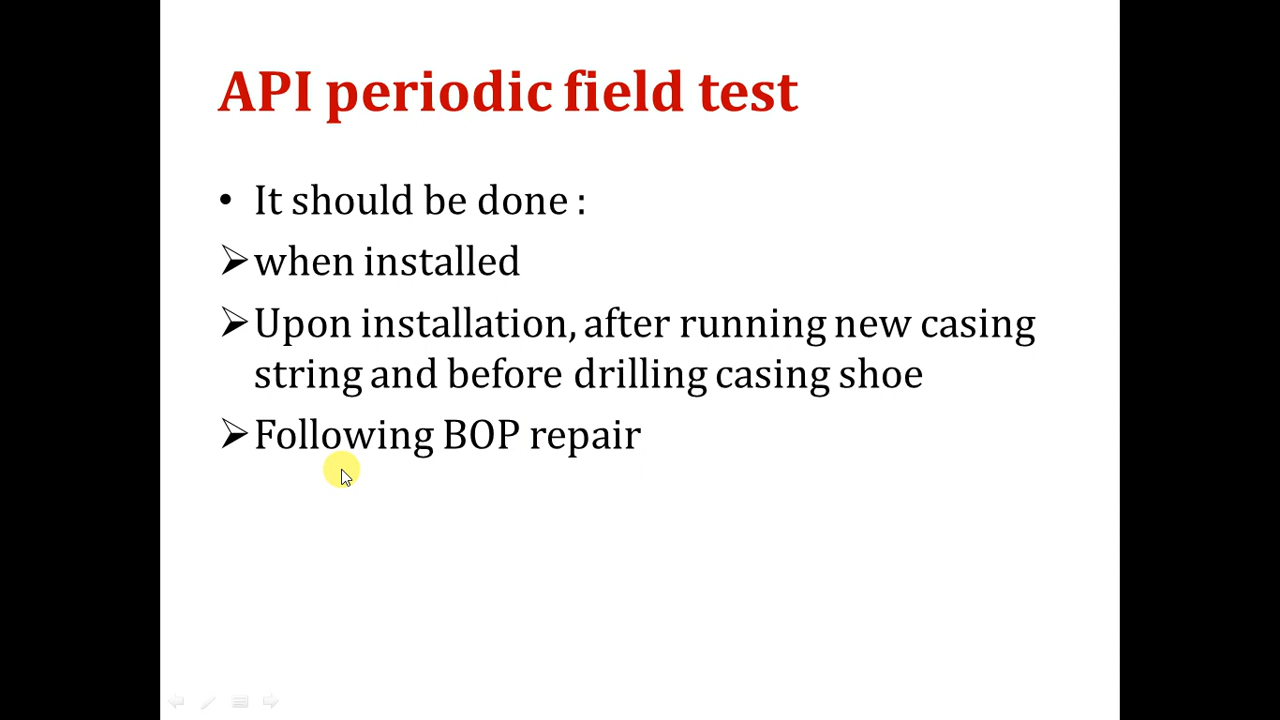 API periodic field test
• It should be done :
➢ when installed
➢ Upon installation, after running new casing
string and before drilling casing shoe
➢ Following BOP repair